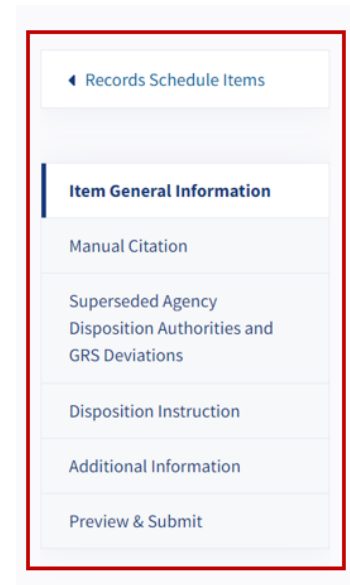 Records Schedule Items
Item General Information
Manual Citation
Superseded Agency
Disposition Authorities and
GRS Deviations
Disposition Instruction
Additional Information
Preview & Submit